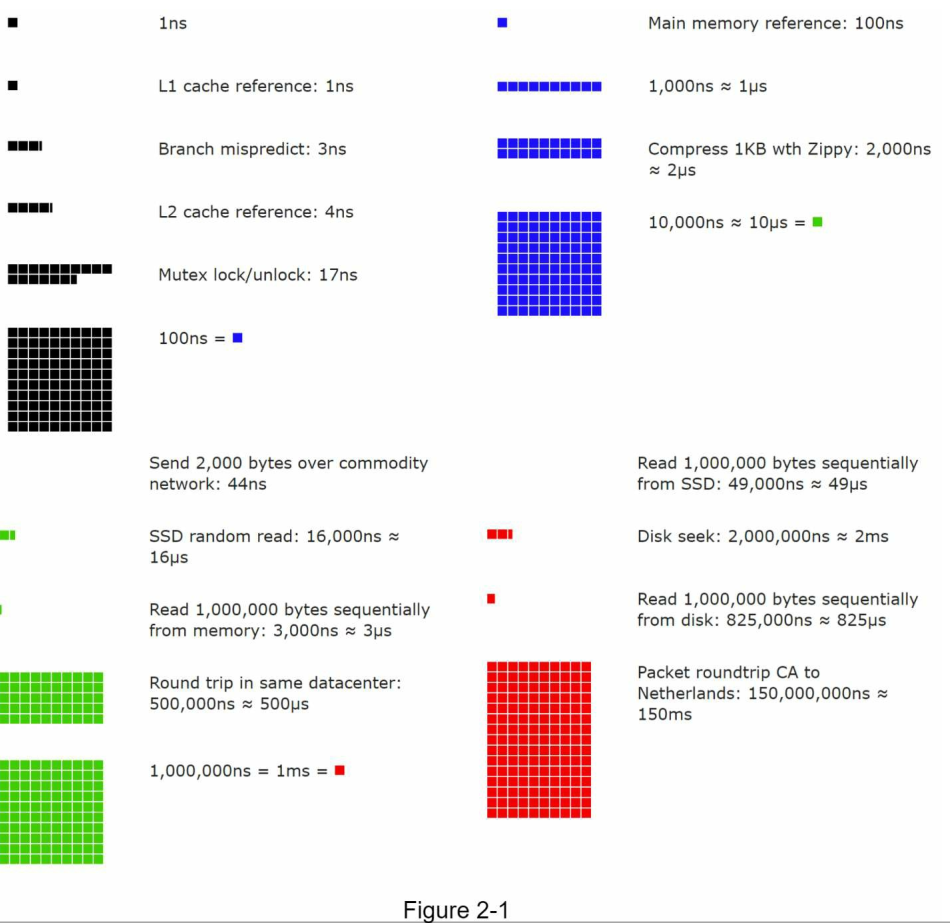 1ns
L1 cache reference: 1ns
Branch mispredict: 3ns
L2 cache reference: 4ns
Mutex lock/unlock: 17ns
100ns =
Main memory reference: 100ns
1,000ns ≈ 1μs
Compress 1KB wth Zippy: 2,000ns
≈ 2μs
10,000ns ≈ 10μs =
Send 2,000 bytes over commodity
network: 44ns
SSD random read: 16,000ns ≈
16μs
Read 1,000,000 bytes sequentially
from memory: 3,000ns ≈ 3μs
Round trip in same datacenter:
500,000ns ≈ 500μs
1,000,000ns = 1ms =
Read 1,000,000 bytes sequentially
from SSD: 49,000ns ≈ 49μs
Disk seek: 2,000,000ns ≈ 2ms
Read 1,000,000 bytes sequentially
from disk: 825,000ns ≈ 825μs
Packet roundtrip CA to
Netherlands: 150,000,000ns ≈
150ms
Figure 2-1